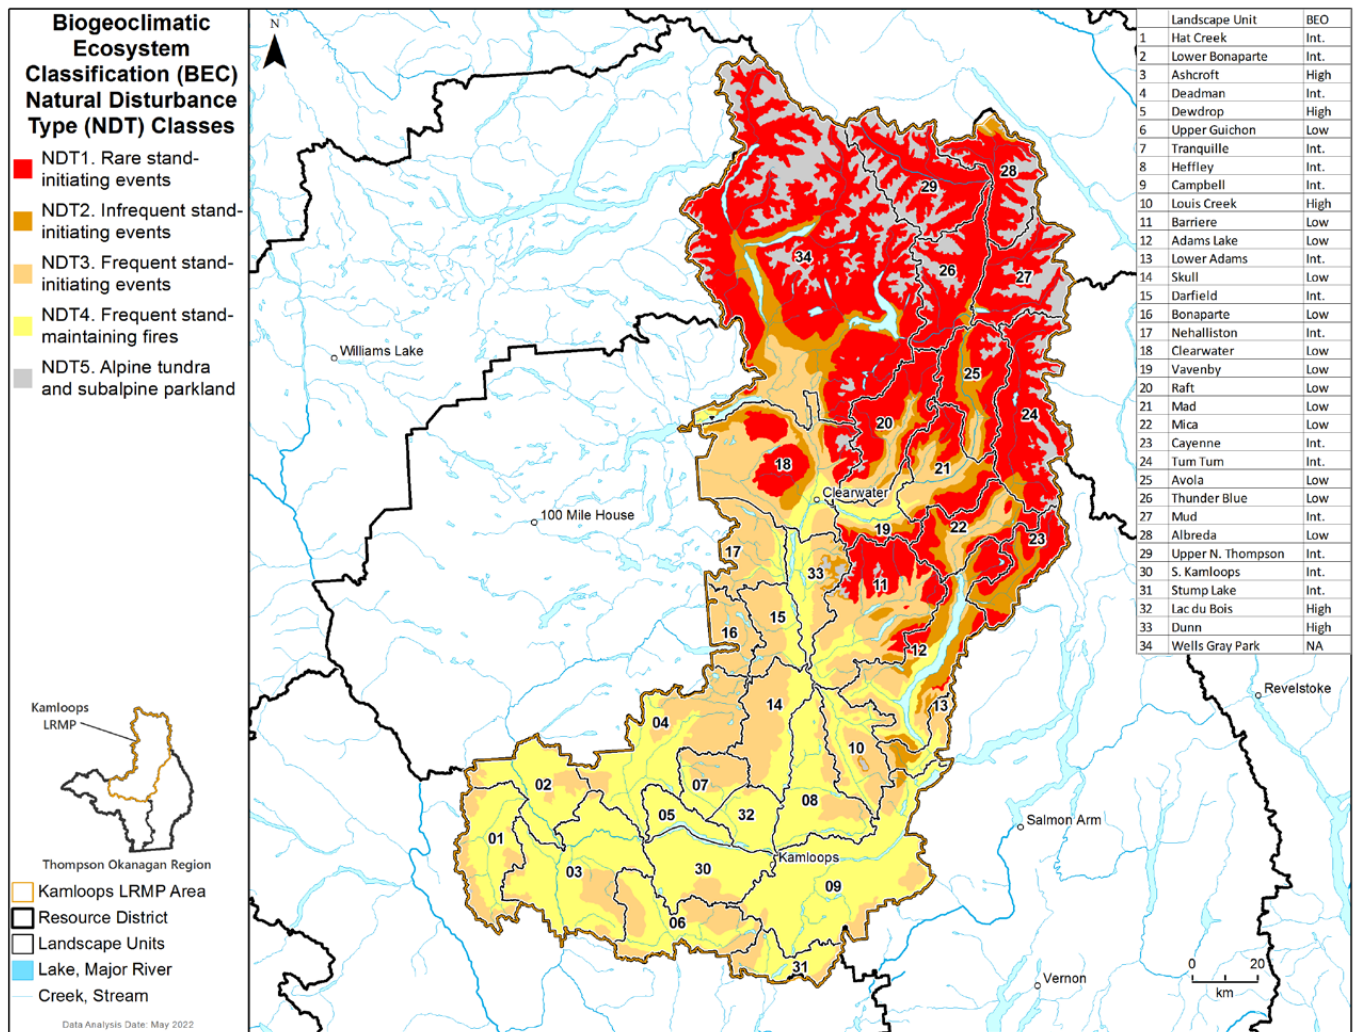 Biogeoclimatic
Ecosystem
Classification (BEC)
Natural Disturbance
Type (NDT) Classes
NDT1. Rare stand-
initiating events
NDT2. Infrequent stand-
initiating events
NDT3. Frequent stand-
initiating events
NDT4. Frequent stand-
maintaining fires
NDT5. Alpine tundra
and subalpine parkland
Kamloops
LRMP
Thompson Okanagan Region
Kamloops LRMP Area
Resource District
Landscape Units
Lake, Major River
Creek, Stream
Data Analysis Date: May 2022
N
28
29
34
26
27
Williams Lake
25
24
20
18
21
Clearwater
100 Mile House
19
22
23
17
33
11
15
16
12
Revelstoke
14
13
04
10
02
07
08
05
32
Salmon Arm
01
Kamloops
03
30
09
06
31
0 20
km
Vernon
Landscape Unit BEO
1 Hat Creek Int.
2 Lower Bonaparte Int.
3 Ashcroft High
4 Deadman Int.
5 Dewdrop High
6 Upper Guichon Low
7 Tranquille Int.
8 Heffley Int.
9 Campbell Int.
10 Louis Creek High
11 Barriere Low
12 Adams Lake Low
13 Lower Adams Int.
14 Skull Low
15 Darfield Int.
16 Bonaparte Low
17 Nehalliston Int.
18 Clearwater Low
19 Vavenby Low
20 Raft Low
21 Mad Low
22 Mica Low
23 Cayenne Int.
24 Tum Tum Int.
25 Avola Low
26 Thunder Blue Low
27 Mud Int.
28 Albreda Low
29 Upper N. Thompson Int.
30 S. Kamloops Int.
31 Stump Lake Int.
32 Lac du Bois High
33 Dunn High
34 Wells Gray Park NA